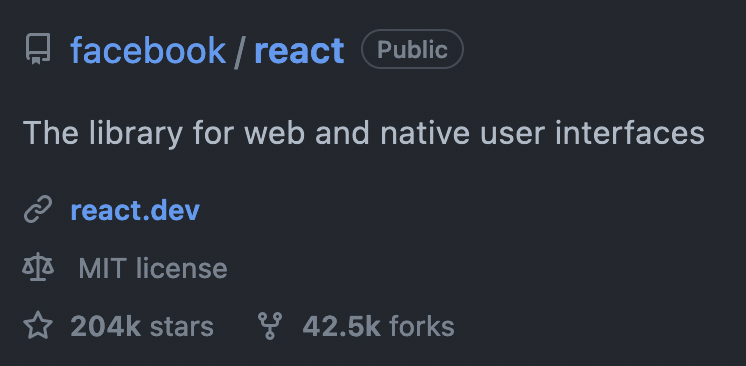 facebook / react Public
The library for web and native user interfaces
react.dev
MIT license
204k stars 42.5k forks